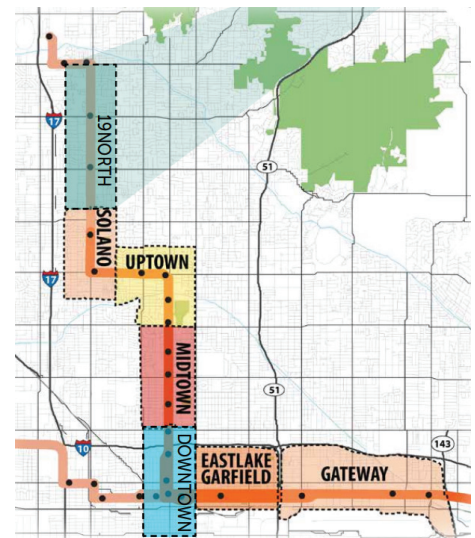 51
17
19NORTH
SOLANO
UPTOWN
17
MIDTOWN
51
DOWNTOWN
10
EASTLAKE
GARFIELD
GATEWAY
143